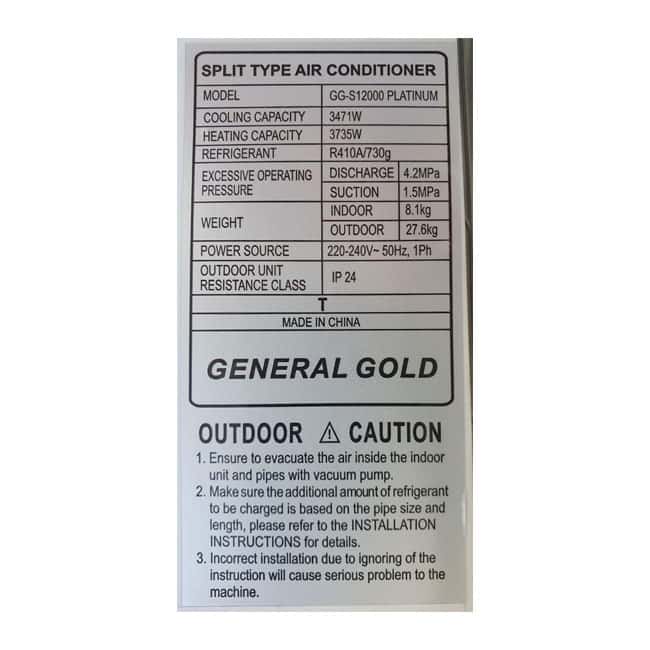 SPLIT TYPE AIR CONDITIONER
MODEL GG-S12000 PLATINUM
COOLING CAPACITY 3471W
HEATING CAPACITY 3735W
REFRIGERANT R410A/730g
EXCESSIVE OPERATING PRESSURE DISCHARGE 4.2MPa
SUCTION 1.5MPa
WEIGHT INDOOR 8.1kg
OUTDOOR 27.6kg
POWER SOURCE 220-240V~ 50Hz, 1Ph
OUTDOOR UNIT RESISTANCE CLASS IP 24
T
MADE IN CHINA
GENERAL GOLD
OUTDOOR ⚠ CAUTION
1. Ensure to evacuate the air inside the indoor
unit and pipes with vacuum pump.
2. Make sure the additional amount of refrigerant
to be charged is based on the pipe size and
length, please refer to the INSTALLATION
INSTRUCTIONS for details.
3. Incorrect installation due to ignoring of the
instruction will cause serious problem to the
machine.